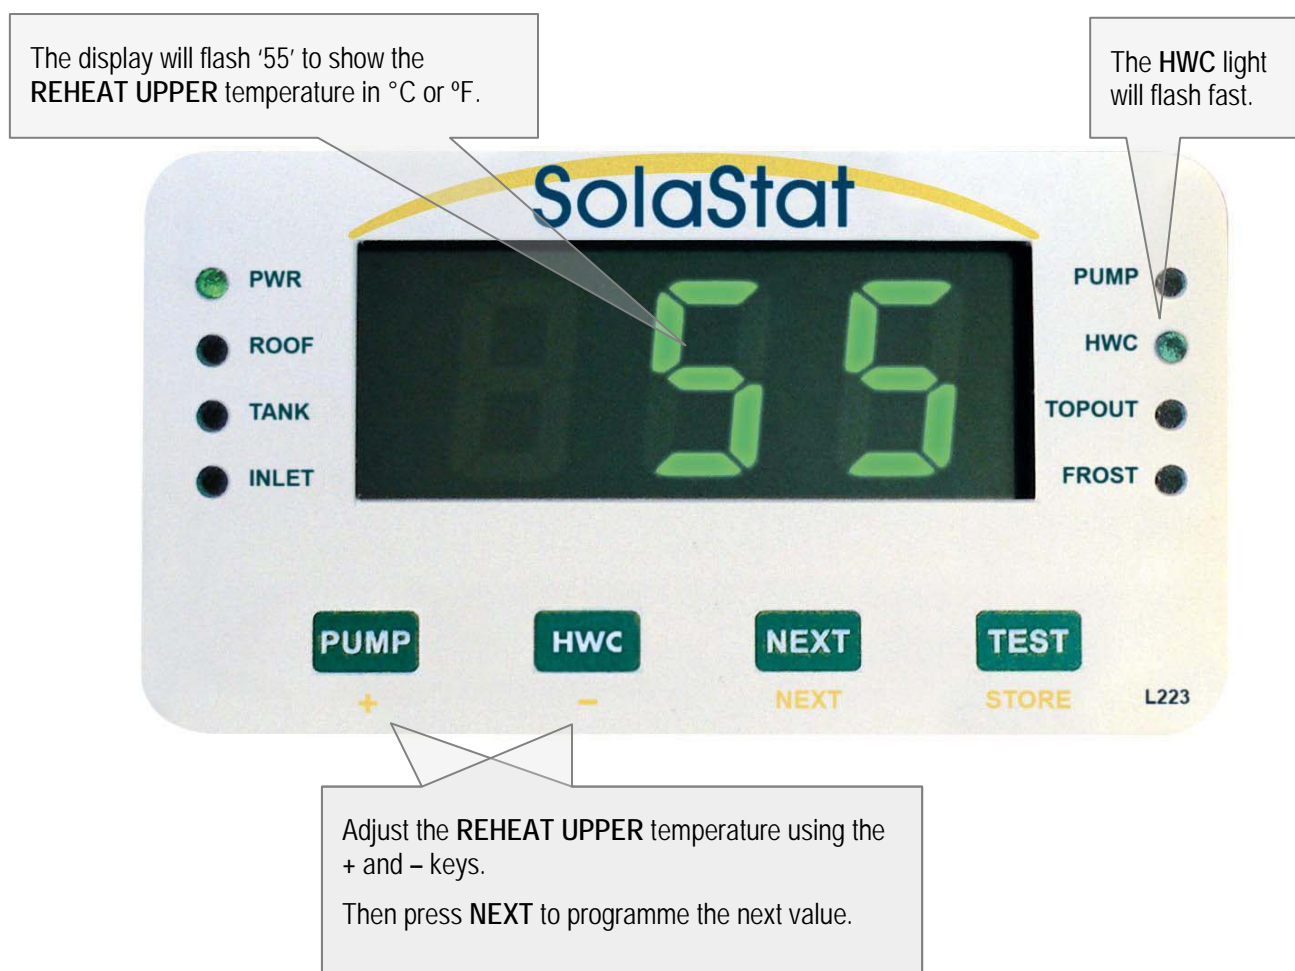 The display will flash ‘55’ to show the
REHEAT UPPER temperature in °C or ºF.
The HWC light
will flash fast.
SolaStat
PWR
ROOF
TANK
INLET
55
PUMP
HWC
TOPOUT
FROST
PUMP HWC NEXT TEST
+ – NEXT STORE L223
Adjust the REHEAT UPPER temperature using the
+ and – keys.
Then press NEXT to programme the next value.